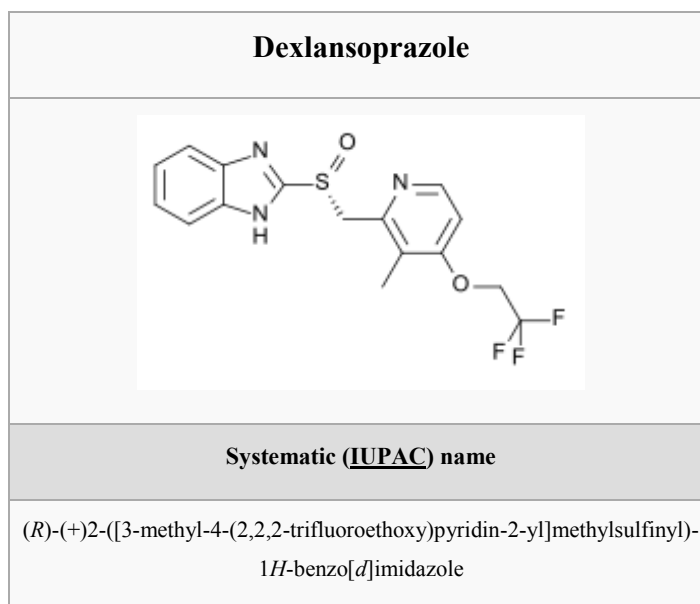 Dexlansoprazole
O
N
S
N
N
H
O
F
F
F
Systematic (IUPAC) name
(R)-(+)2-([3-methyl-4-(2,2,2-trifluoroethoxy)pyridin-2-yl]methylsulfinyl)-
1H-benzo[d]imidazole